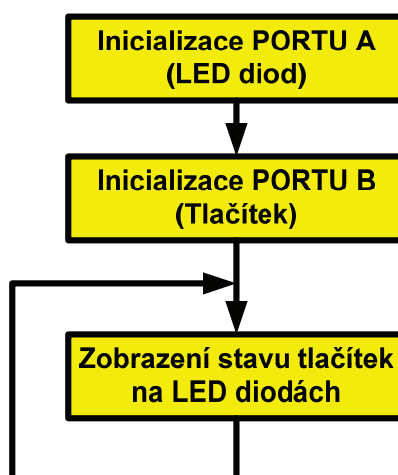 Inicializace PORTU A
(LED diod)
Inicializace PORTU B
(Tlačítek)
Zobrazení stavu tlačítek
na LED diodách